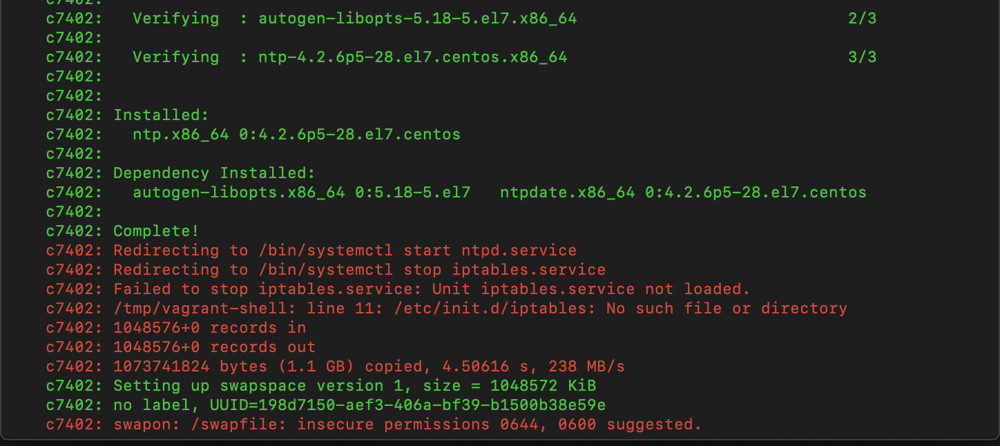 c7402:
c7402:   Verifying  : autogen-libopts-5.18-5.el7.x86_64                            2/3
c7402:
c7402:   Verifying  : ntp-4.2.6p5-28.el7.centos.x86_64                             3/3
c7402:
c7402:
c7402: Installed:
c7402:   ntp.x86_64 0:4.2.6p5-28.el7.centos
c7402:
c7402: Dependency Installed:
c7402:   autogen-libopts.x86_64 0:5.18-5.el7   ntpdate.x86_64 0:4.2.6p5-28.el7.centos
c7402:
c7402: Complete!
c7402: Redirecting to /bin/systemctl start ntpd.service
c7402: Redirecting to /bin/systemctl stop iptables.service
c7402: Failed to stop iptables.service: Unit iptables.service not loaded.
c7402: /tmp/vagrant-shell: line 11: /etc/init.d/iptables: No such file or directory
c7402: 1048576+0 records in
c7402: 1048576+0 records out
c7402: 1073741824 bytes (1.1 GB) copied, 4.50616 s, 238 MB/s
c7402: Setting up swapspace version 1, size = 1048572 KiB
c7402: no label, UUID=198d7150-aef3-406a-bf39-b1500b38e59e
c7402: swapon: /swapfile: insecure permissions 0644, 0600 suggested.